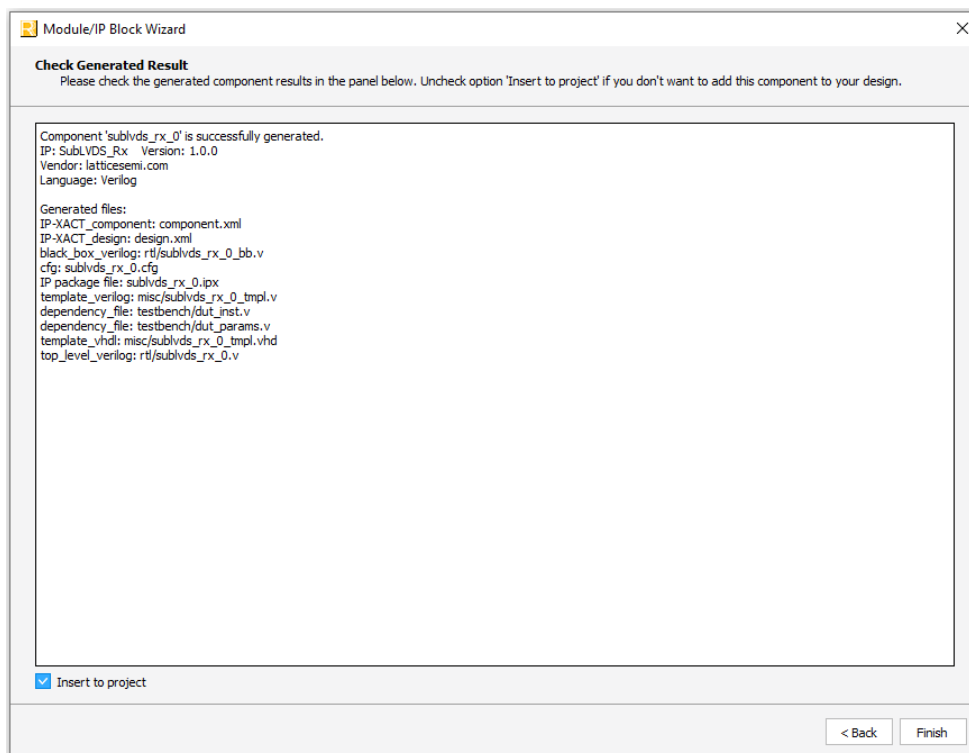 Module/IP Block Wizard
Check Generated Result
Please check the generated component results in the panel below. Uncheck option 'Insert to project' if you don't want to add this component to your design.
Component 'sublvds_rx_0' is successfully generated.
IP: SubLVDS_Rx    Version: 1.0.0
Vendor: latticesemi.com
Language: Verilog
Generated files:
IP-XACT_component: component.xml
IP-XACT_design: design.xml
black_box_verilog: rtl/sublvds_rx_0_bb.v
cfg: sublvds_rx_0.cfg
IP package file: sublvds_rx_0.ipx
template_verilog: misc/sublvds_rx_0_tmpl.v
dependency_file: testbench/dut_inst.v
dependency_file: testbench/dut_params.v
template_vhdl: misc/sublvds_rx_0_tmpl.vhd
top_level_verilog: rtl/sublvds_rx_0.v
Insert to project
< Back
Finish